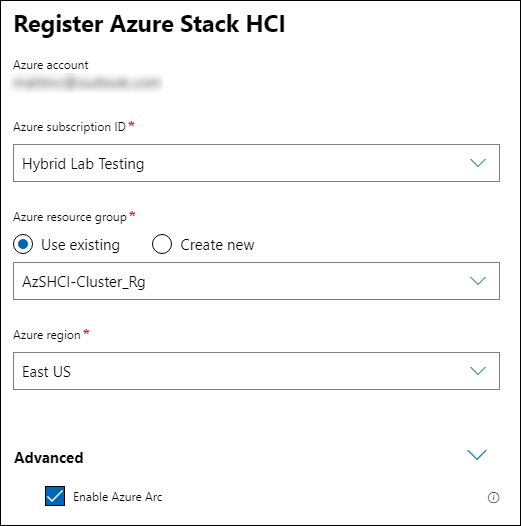 Register Azure Stack HCI
Azure account
Azure subscription ID*
Hybrid Lab Testing
Azure resource group*
Use existing Create new
AzSHCI-Cluster_Rg
Azure region*
East US
Advanced
Enable Azure Arc